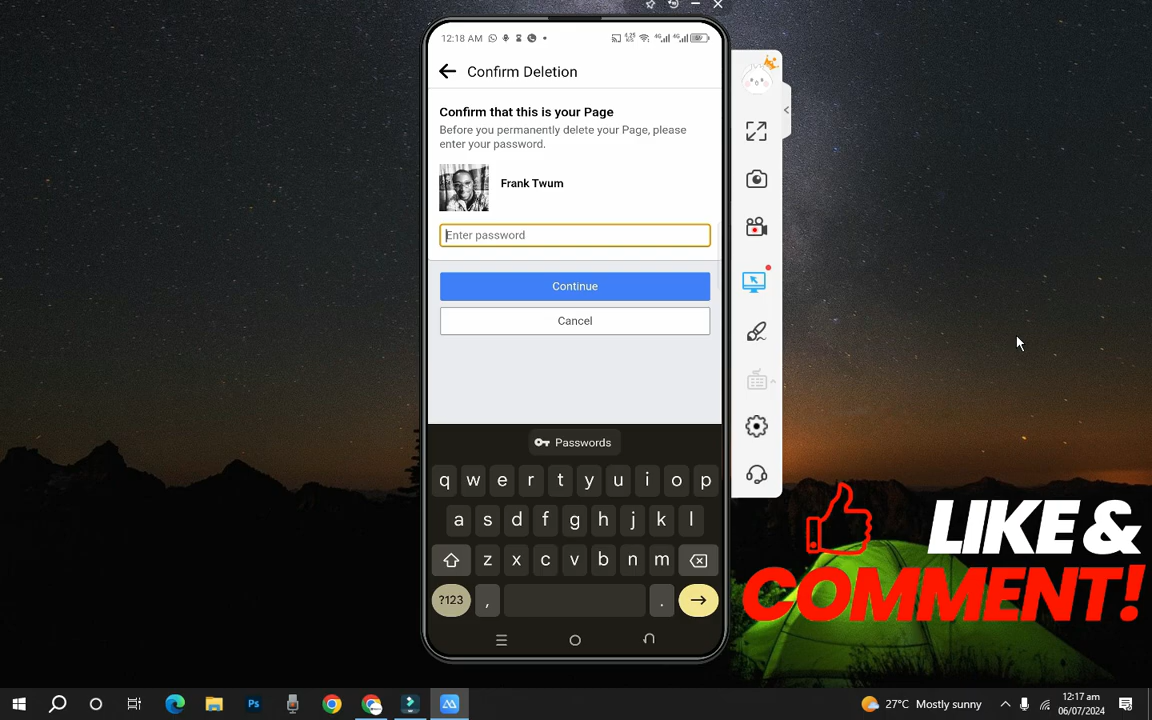 12:18 AM
Confirm Deletion
Confirm that this is your Page
Before you permanently delete your Page, please
enter your password.
Frank Twum
Enter password
Continue
Cancel
Passwords
q w e r t y u i o p
a s d f g h j k l
z x c v b n m
?123 , .
LIKE &
COMMENT!
Ps
27°C Mostly sunny
12:17 am
06/07/2024